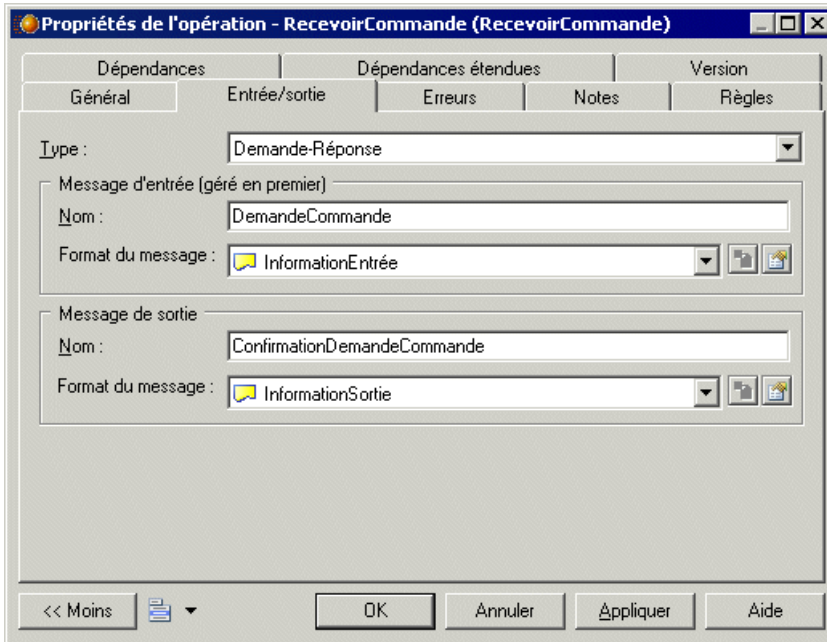 Propriétés de l'opération - RecevoirCommande (RecevoirCommande)
Dépendances Dépendances étendues Version
Général Entrée/sortie Erreurs Notes Règles
Type : Demande-Réponse
Message d'entrée (géré en premier)
Nom : DemandeCommande
Format du message : InformationEntrée
Message de sortie
Nom : ConfirmationDemandeCommande
Format du message : InformationSortie
<< Moins OK Annuler Appliquer Aide